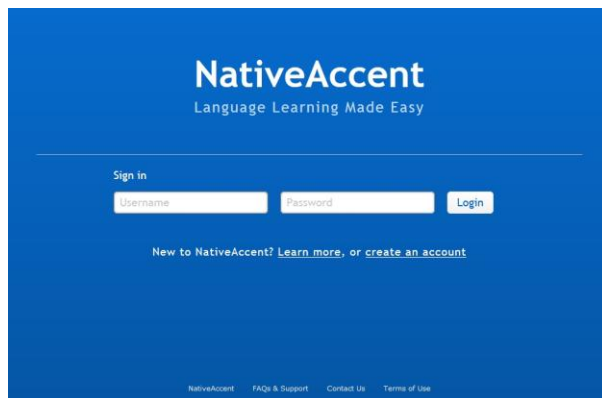 NativeAccent
Language Learning Made Easy
Sign in
Username Password Login
New to NativeAccent? Learn more, or create an account
NativeAccent FAQs & Support Contact Us Terms of Use